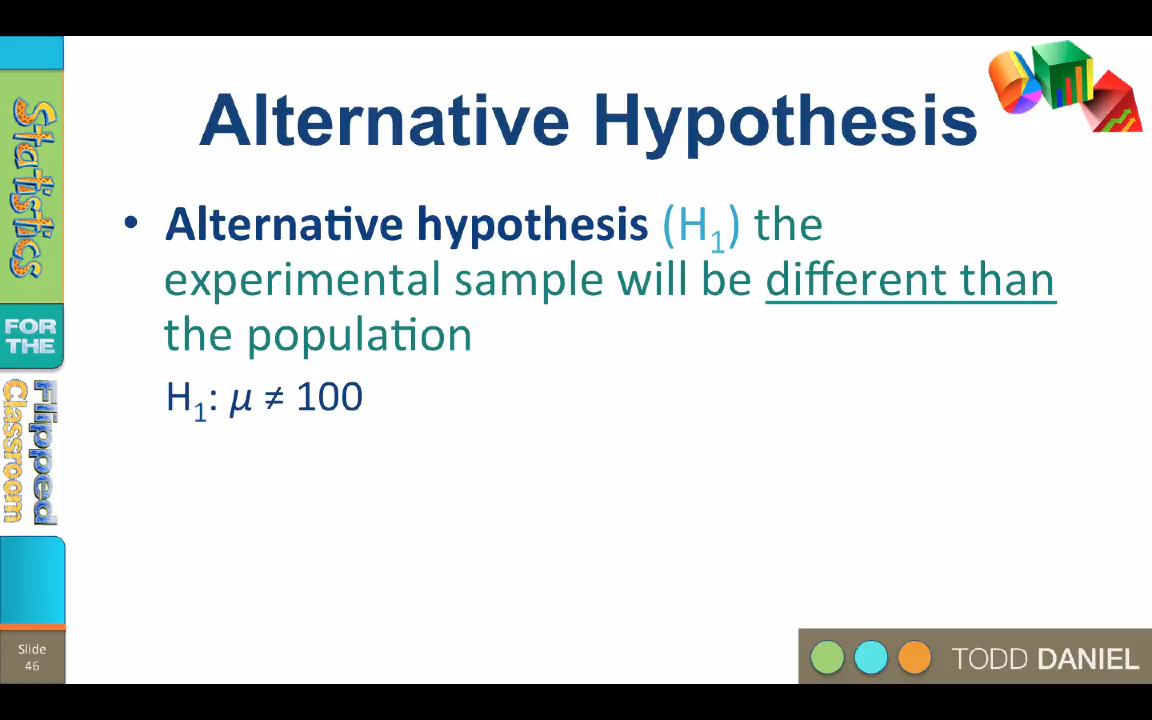 Alternative Hypothesis
• Alternative hypothesis (H₁) the
experimental sample will be different than
the population
H₁: μ ≠ 100
Statistics
FOR THE
Flipped
Classroom
Slide
46
TODD DANIEL